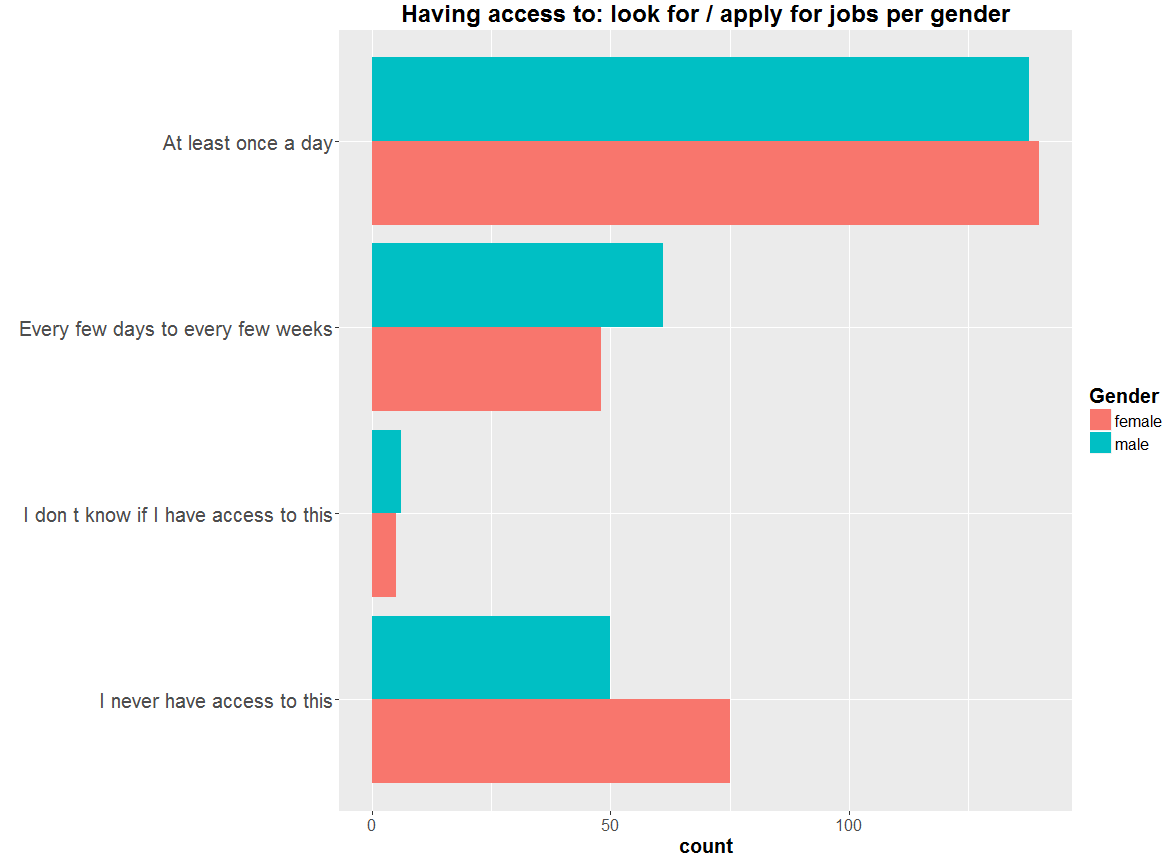 Having access to: look for / apply for jobs per gender
At least once a day
Every few days to every few weeks
I don t know if I have access to this
I never have access to this
0 50 100
count
Gender
female
male